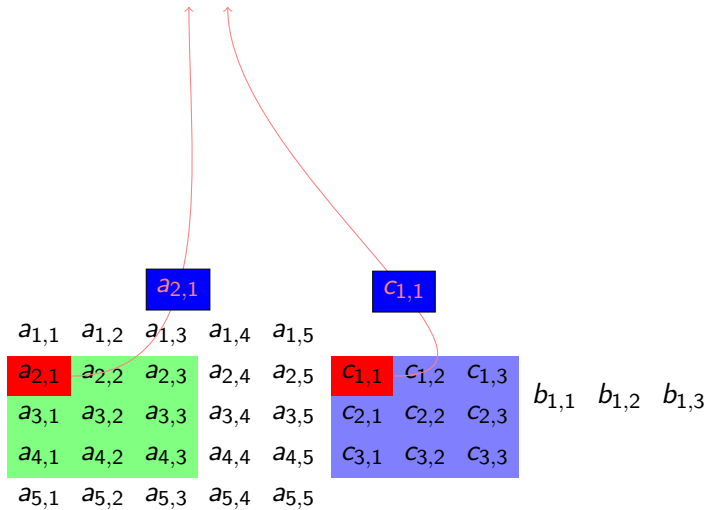 a2,1 c1,1
a1,1 a1,2 a1,3 a1,4 a1,5
a2,1 a2,2 a2,3 a2,4 a2,5 c1,1 c1,2 c1,3
b1,1 b1,2 b1,3
a3,1 a3,2 a3,3 a3,4 a3,5 c2,1 c2,2 c2,3
a4,1 a4,2 a4,3 a4,4 a4,5 c3,1 c3,2 c3,3
a5,1 a5,2 a5,3 a5,4 a5,5